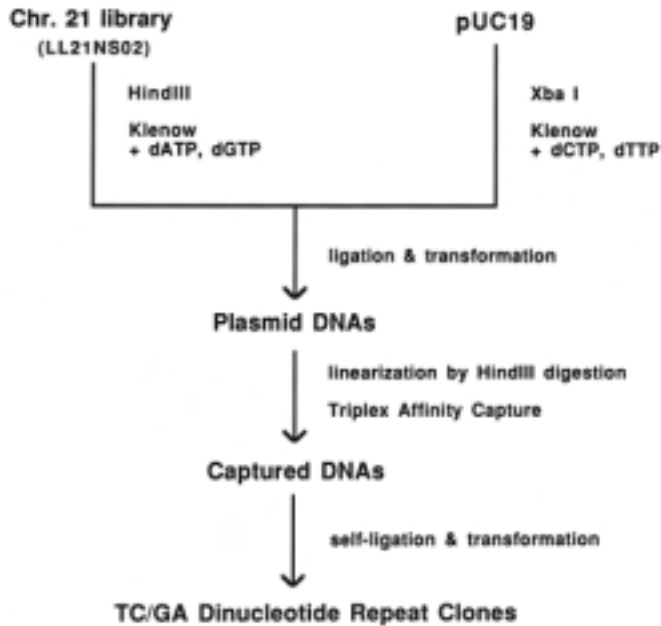 Chr. 21 library
(LL21NS02)
pUC19
HindIII
Klenow
+ dATP, dGTP
Xba I
Klenow
+ dCTP, dTTP
ligation & transformation
Plasmid DNAs
linearization by HindIII digestion
Triplex Affinity Capture
Captured DNAs
self-ligation & transformation
TC/GA Dinucleotide Repeat Clones